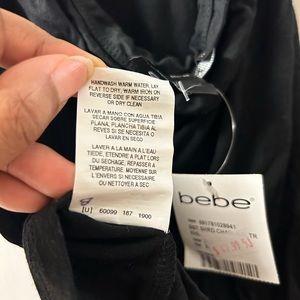 HANDWASH WARM WATER, LAY
FLAT TO DRY, WARM IRON ON
REVERSE SIDE IF NECESSARY
OR DRY CLEAN
LAVAR A MANO EN AGUA TIBIA
SECAR SOBRE SUPERFICIE
PLANA, PLANCHA TIBIA AL
REVES SI SE NECESITA O
LAVAR EN SECO
LAVER A LA MAIN A L'EAU
TIEDE, ETENDRE A PLAT LORS
DU SECHAGE, REPASSER A
TEMPERATURE MOYENNE SUR
L'ENVERS SI NECESSAIRE
OU NETTOYER A SEC
[U] 60099 167 1900
bebe